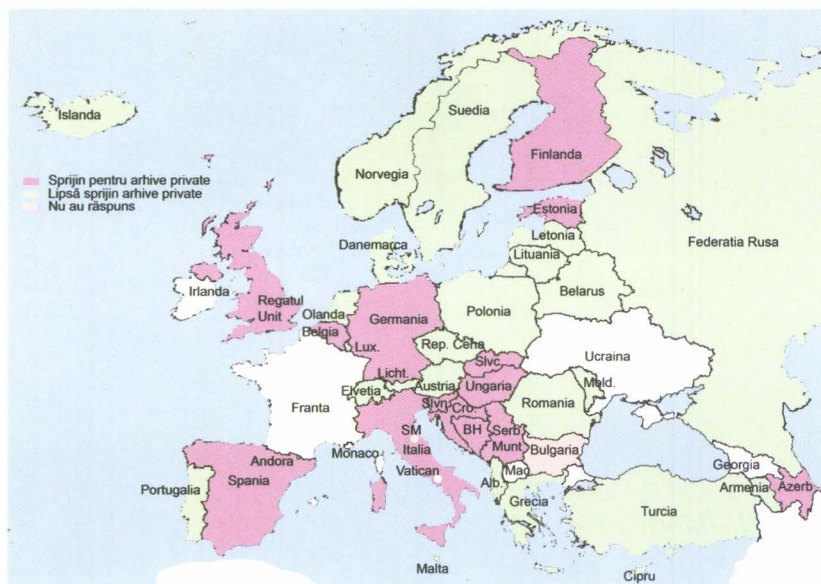 Islanda
Suedia
Norvegia
Finlanda
Sprijin pentru arhive private
Lipsă sprijin arhive private
Nu au răspuns
Estonia
Letonia
Lituania
Federatia Rusa
Danemarca
Belarus
Irlanda
Regatul
Unit
Olanda
Belgia
Germania
Polonia
Lux.
Rep. Ceha
Slvc.
Ucraina
Licht.
Elvetia
Austria
Ungaria
Mold.
Franta
Slvn.
Cro.
Romania
SM
Italia
BH
Serb.
Munt
Bulgaria
Monaco
Andora
Spania
Portugalia
Vatican
Mac.
Alb.
Grecia
Georgia
Armenia
Azerb
Turcia
Malta
Cipru